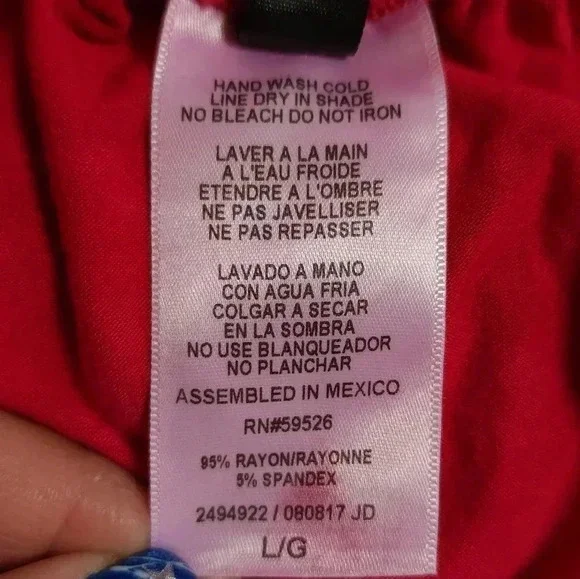 HAND WASH COLD
LINE DRY IN SHADE
NO BLEACH DO NOT IRON
LAVER A LA MAIN
A L'EAU FROIDE
ETENDRE A L'OMBRE
NE PAS JAVELLISER
NE PAS REPASSER
LAVADO A MANO
CON AGUA FRIA
COLGAR A SECAR
EN LA SOMBRA
NO USE BLANQUEADOR
NO PLANCHAR
ASSEMBLED IN MEXICO
RN#59526
95% RAYON/RAYONNE
5% SPANDEX
2494922 / 080817 JD
L/G